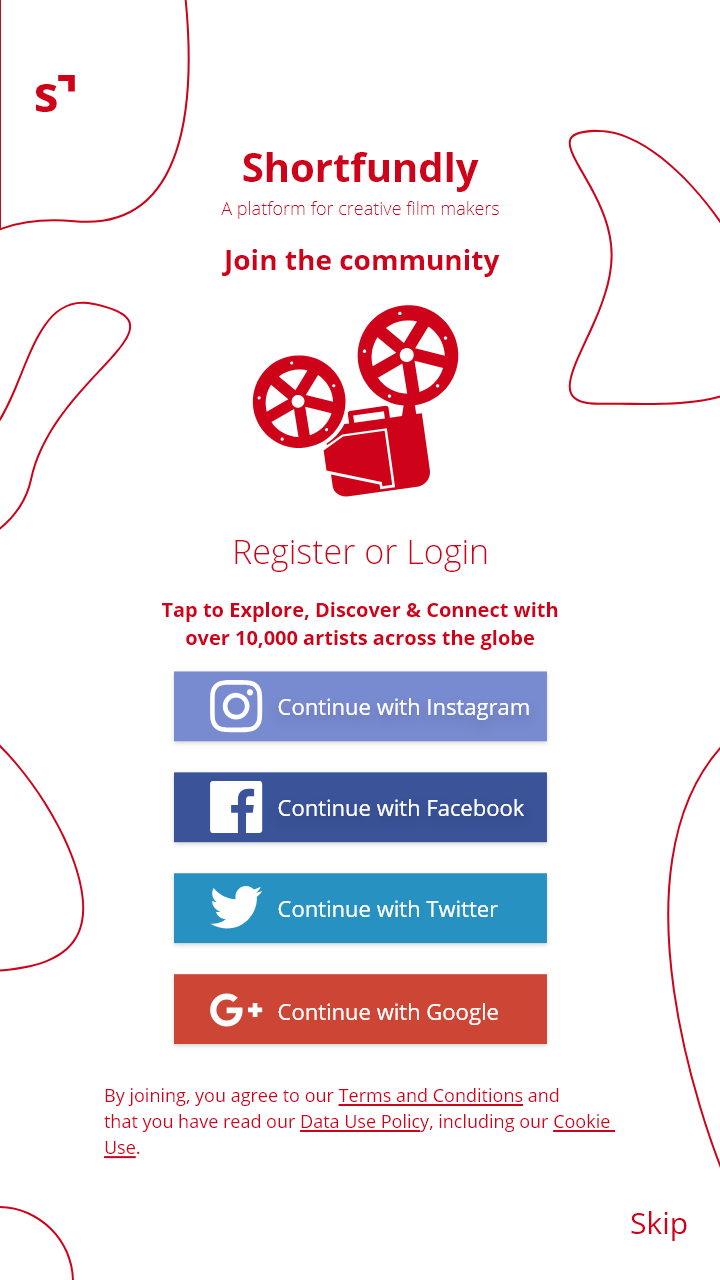 s
Shortfundly
A platform for creative film makers
Join the community
Register or Login
Tap to Explore, Discover & Connect with
over 10,000 artists across the globe
Continue with Instagram
Continue with Facebook
Continue with Twitter
G+ Continue with Google
By joining, you agree to our Terms and Conditions and
that you have read our Data Use Policy, including our Cookie
Use.
Skip